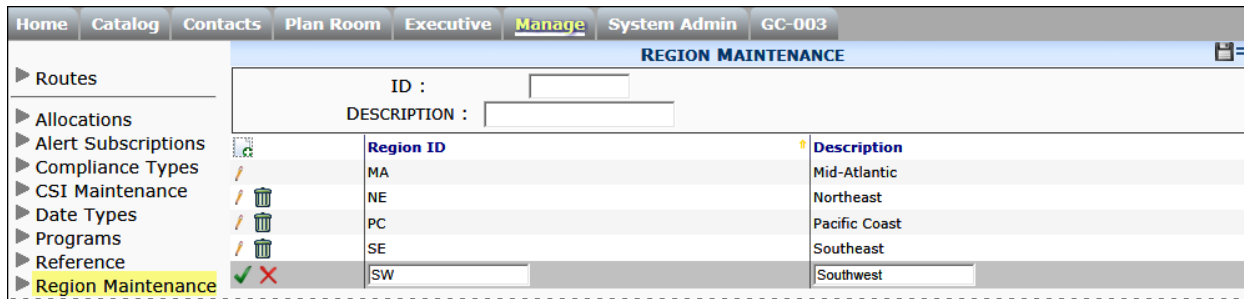 Home Catalog Contacts Plan Room Executive Manage System Admin GC-003
REGION MAINTENANCE
Routes
Allocations
Alert Subscriptions
Compliance Types
CSI Maintenance
Date Types
Programs
Reference
Region Maintenance
ID :
DESCRIPTION :
Region ID Description
MA Mid-Atlantic
NE Northeast
PC Pacific Coast
SE Southeast
SW Southwest